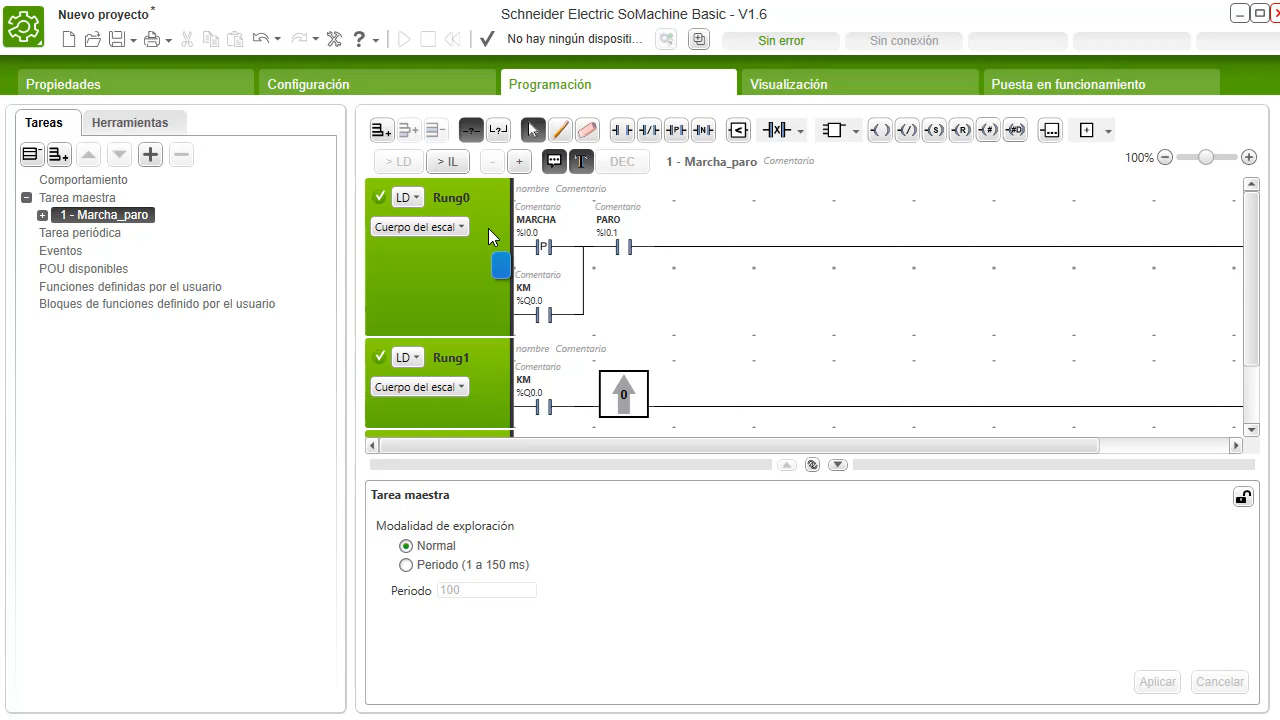 Nuevo proyecto *
Schneider Electric SoMachine Basic - V1.6
No hay ningún dispositi...
Sin error
Sin conexión
Propiedades
Configuración
Programación
Visualización
Puesta en funcionamiento
Tareas
Herramientas
Comportamiento
Tarea maestra
1 - Marcha_paro
Tarea periódica
Eventos
POU disponibles
Funciones definidas por el usuario
Bloques de funciones definido por el usuario
> LD
> IL
DEC
1 - Marcha_paro Comentario
100%
LD
Rung0
Cuerpo del escal
nombre Comentario
Comentario
MARCHA
%I0.0
P
Comentario
PARO
%I0.1
Comentario
KM
%Q0.0
LD
Rung1
Cuerpo del escal
nombre Comentario
Comentario
KM
%Q0.0
0
Tarea maestra
Modalidad de exploración
Normal
Periodo (1 a 150 ms)
Periodo 100
Aplicar
Cancelar